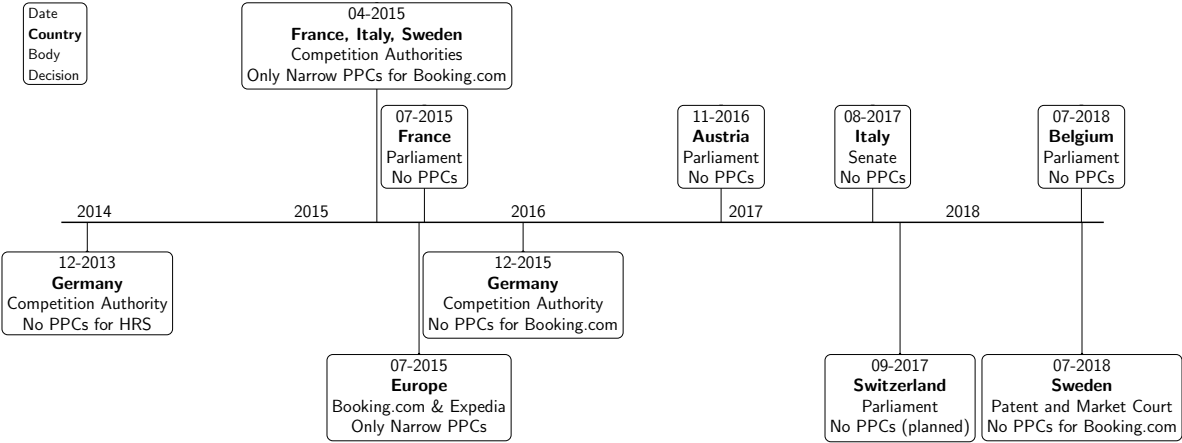 Date
Country
Body
Decision
04-2015
France, Italy, Sweden
Competition Authorities
Only Narrow PPCs for Booking.com
07-2015
France
Parliament
No PPCs
11-2016
Austria
Parliament
No PPCs
08-2017
Italy
Senate
No PPCs
07-2018
Belgium
Parliament
No PPCs
2014
2015
2016
2017
2018
12-2013
Germany
Competition Authority
No PPCs for HRS
12-2015
Germany
Competition Authority
No PPCs for Booking.com
07-2015
Europe
Booking.com & Expedia
Only Narrow PPCs
09-2017
Switzerland
Parliament
No PPCs (planned)
07-2018
Sweden
Patent and Market Court
No PPCs for Booking.com